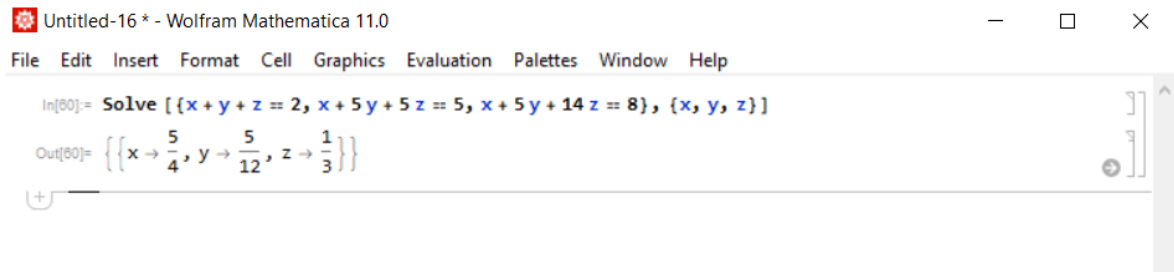 Untitled-16 * - Wolfram Mathematica 11.0
File Edit Insert Format Cell Graphics Evaluation Palettes Window Help
In[60]:= Solve [{x + y + z == 2, x + 5 y + 5 z == 5, x + 5 y + 14 z == 8}, {x, y, z}]
Out[60]= {{x → 5/4, y → 5/12, z → 1/3}}